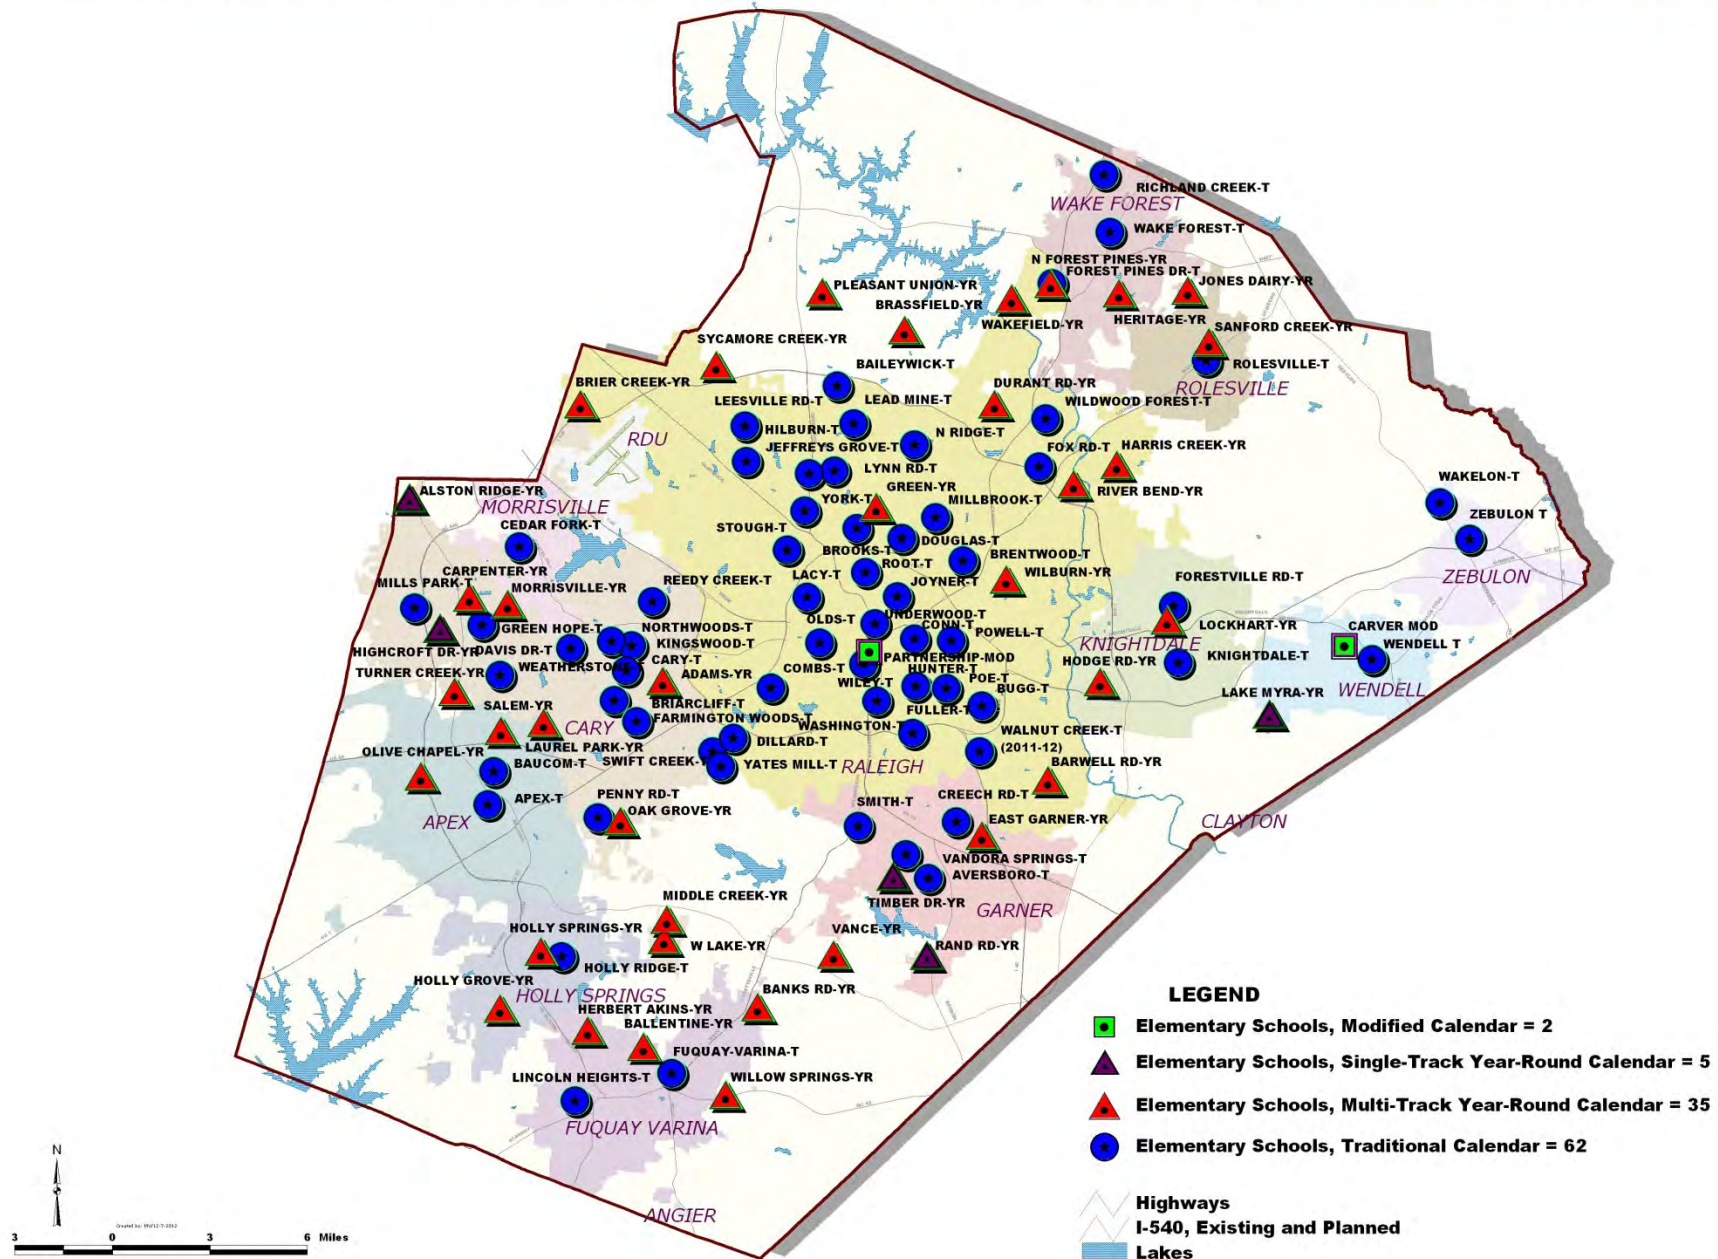 RICHLAND CREEK-T
WAKE FOREST
WAKE FOREST-T
N FOREST PINES-YR
FOREST PINES DR-T
PLEASANT UNION-YR
JONES DAIRY-YR
BRASSFIELD-YR
WAKEFIELD-YR
HERITAGE-YR
SANFORD CREEK-YR
SYCAMORE CREEK-YR
BAILEYWICK-T
ROLESVILLE-T
BRIER CREEK-YR
DURANT RD-YR
ROLESVILLE
LEESVILLE RD-T
LEAD MINE-T
WILDWOOD FOREST-T
RDU
HILBURN-T
N RIDGE-T
JEFFREYS GROVE-T
FOX RD-T
HARRIS CREEK-YR
LYNN RD-T
WAKELON-T
ALSTON RIDGE-YR
GREEN-YR
RIVER BEND-YR
MORRISVILLE
YORK-T
MILLBROOK-T
CEDAR FORK-T
STOUGH-T
ZEBULON T
DOUGLAS-T
BROOKS-T
BRENTWOOD-T
CARPENTER-YR
ROOT-T
MILLS PARK-T
MORRISVILLE-YR
REEDY CREEK-T
LACY-T
JOYNER-T
WILBURN-YR
FORESTVILLE RD-T
ZEBULON
UNDERWOOD-T
OLDS-T
GREEN HOPE-T
NORTHWOODS-T
CONN-T
POWELL-T
LOCKHART-YR
CARVER MOD
KNIGHTDALE
KINGSWOOD-T
WENDELL T
HIGHCROFT DR-YR
DAVIS DR-T
PARTNERSHIP-MOD
KNIGHTDALE-T
CARY-T
WEATHERSTONE
COMBS-T
HODGE RD-YR
TURNER CREEK-YR
ADAMS-YR
HUNTER-T
POE-T
WILEY-T
BUGG-T
WENDELL
LAKE MYRA-YR
SALEM-YR
BRIARCLIFF-T
FULLER-T
CARY
FARMINGTON WOODS-T
WASHINGTON-T
WALNUT CREEK-T
(2011-12)
OLIVE CHAPEL-YR
LAUREL PARK-YR
DILLARD-T
BAUCOM-T
SWIFT CREEK-T
YATES MILL-T
RALEIGH
BARWELL RD-YR
APEX-T
PENNY RD-T
CREECH RD-T
SMITH-T
OAK GROVE-YR
APEX
EAST GARNER-YR
CLAYTON
VANDORA SPRINGS-T
AVERSBORO-T
MIDDLE CREEK-YR
TIMBER DR-YR
GARNER
HOLLY SPRINGS-YR
VANCE-YR
W LAKE-YR
RAND RD-YR
HOLLY RIDGE-T
HOLLY GROVE-YR
HOLLY SPRINGS
BANKS RD-YR
HERBERT AKINS-YR
BALLENTINE-YR
FUQUAY-VARINA-T
LINCOLN HEIGHTS-T
WILLOW SPRINGS-YR
FUQUAY VARINA
ANGIER
LEGEND
Elementary Schools, Modified Calendar = 2
Elementary Schools, Single-Track Year-Round Calendar = 5
Elementary Schools, Multi-Track Year-Round Calendar = 35
Elementary Schools, Traditional Calendar = 62
Highways
I-540, Existing and Planned
Lakes
N
3 0 3 6 Miles